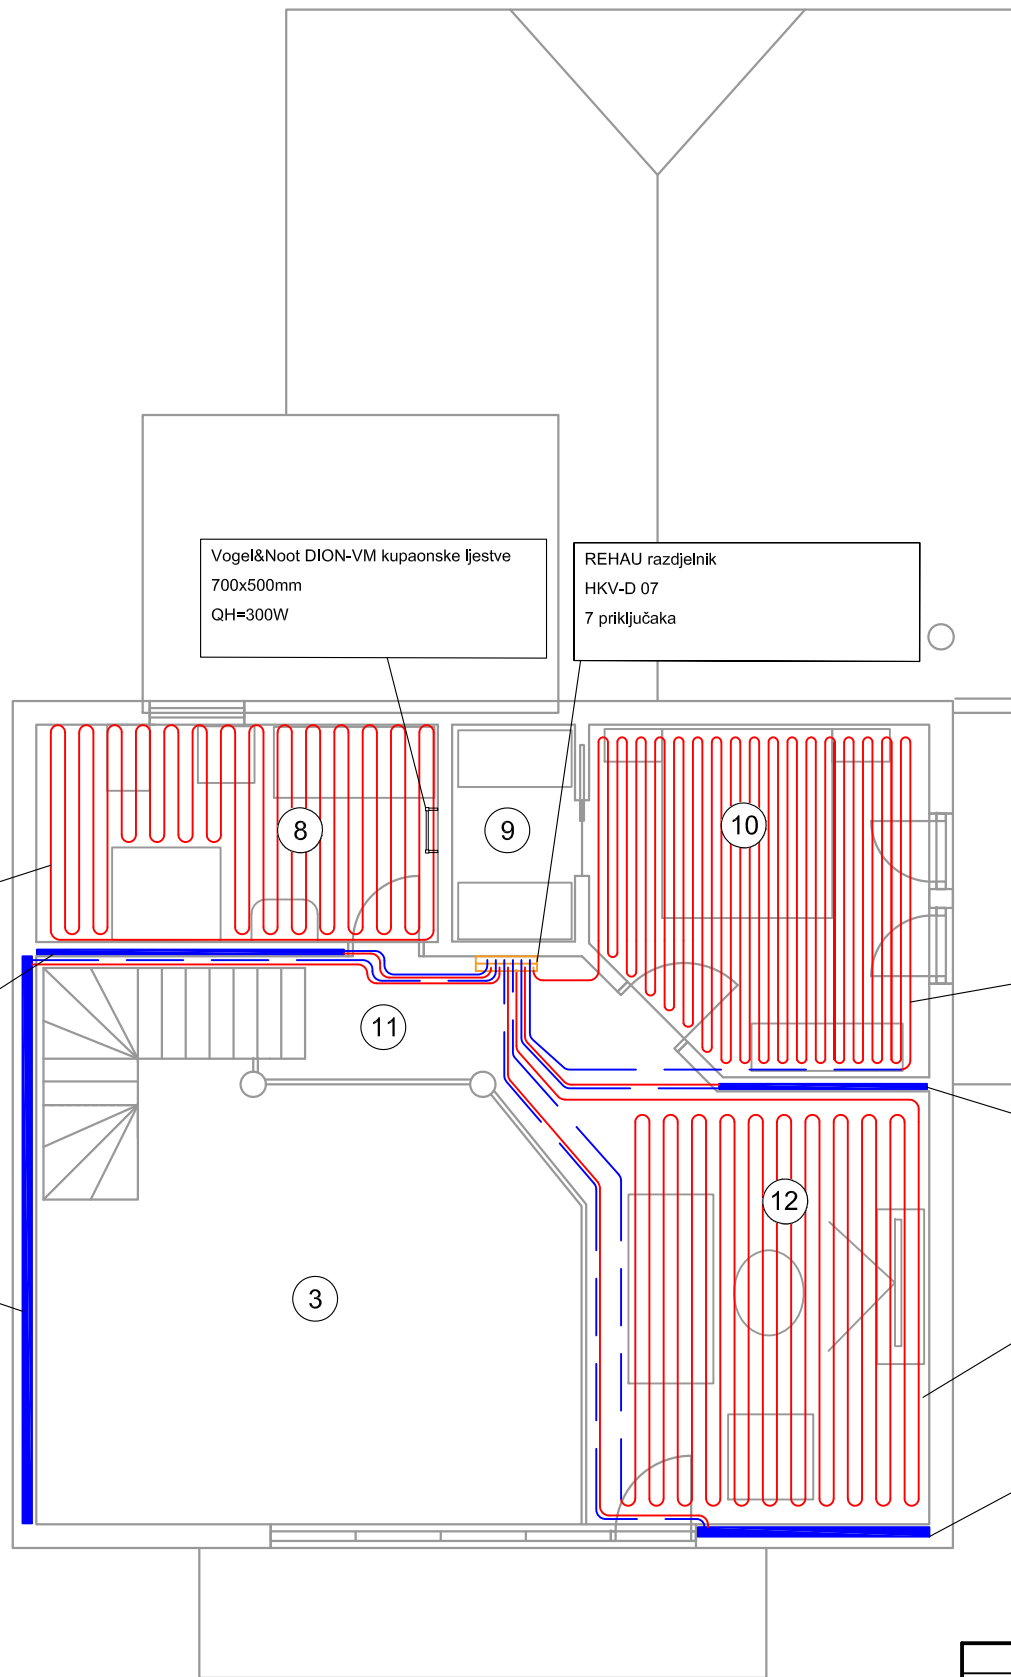 Vogel&Noot DION-VM kupaonske ljestve
700x500mm
QH=300W
REHAU razdjelnik
HKV-D 07
7 priključaka
8
9
10
11
12
3